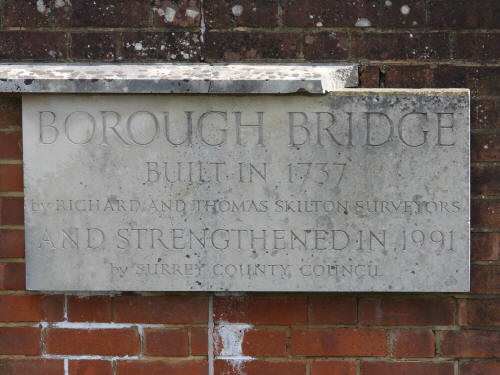 BOROUGH BRIDGE
BUILT IN 1737
by RICHARD AND THOMAS SKILTON SURVEYORS
AND STRENGTHENED IN 1991
by SURREY COUNTY COUNCIL